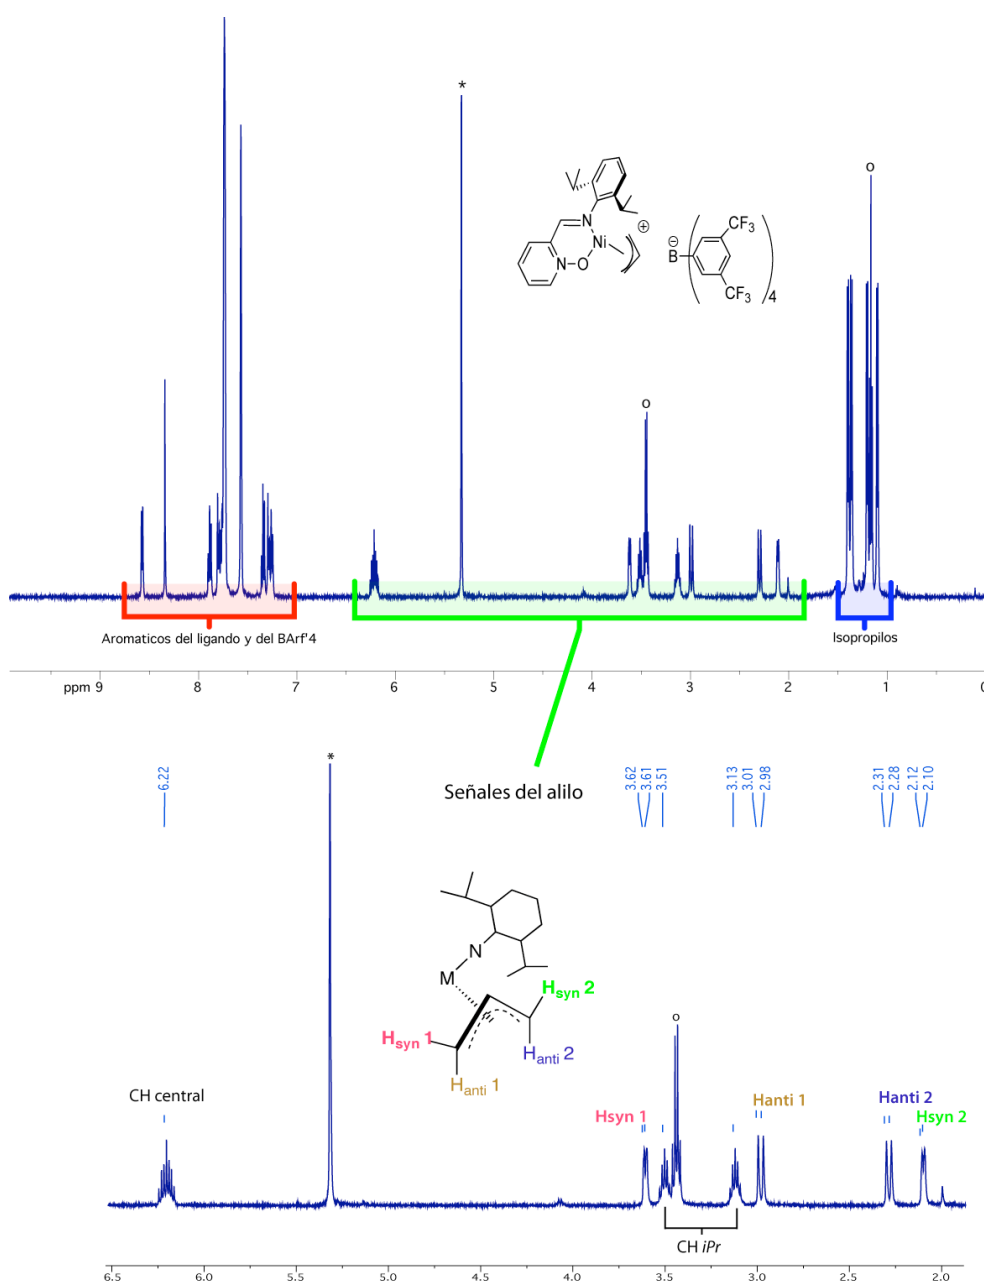 *
o
CF3
N
Ni
⊕
⊖
B
N
O
CF3
4
o
Aromaticos del ligando y del BArf'4
Isopropilos
ppm 9 8 7 6 5 4 3 2 1 0
Señales del alilo
6.22
3.62
3.61
3.51
3.13
3.01
2.98
2.31
2.28
2.12
2.10
*
N
M
Hsyn 2
Hsyn 1
Hanti 2
Hanti 1
o
CH central
Hsyn 1
Hanti 1
Hanti 2
Hsyn 2
CH iPr
6.5 6.0 5.5 5.0 4.5 4.0 3.5 3.0 2.5 2.0